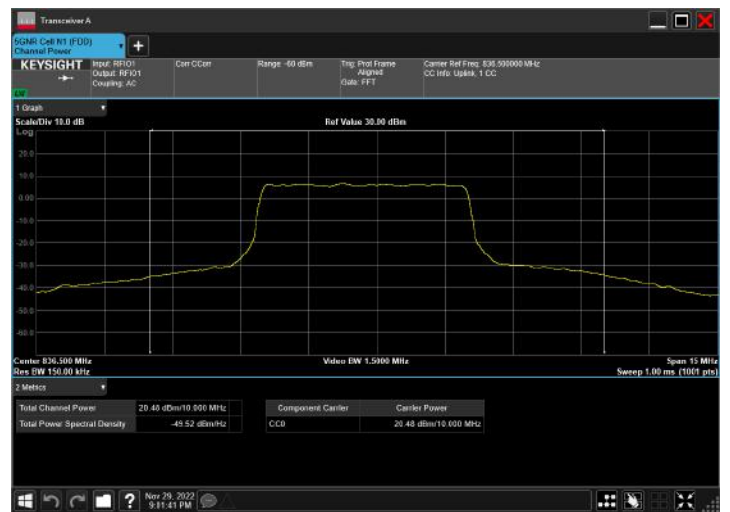 Transceiver A
5GNR Cell N1 (FDD)
Channel Power
+
KEYSIGHT
Input: RFIO1
Output: RFIO1
Coupling: AC
Corr CCorr
Range -60 dBm
Trig: Prot Frame
Aligned
Gate: FFT
Carrier Ref Freq: 836.500000 MHz
CC Info: Uplink, 1 CC
1 Graph
Scale/Div 10.0 dB
Ref Value 30.00 dBm
Log
20.0
10.0
0.00
-10.0
-20.0
-30.0
-40.0
-50.0
-60.0
Center 836.500 MHz
Video BW 1.5000 MHz
Span 15 MHz
Res BW 150.00 kHz
Sweep 1.00 ms (1001 pts)
2 Metrics
Total Channel Power 20.48 dBm/10.000 MHz
Total Power Spectral Density -49.52 dBm/Hz
Component Carrier Carrier Power
CC0 20.48 dBm/10.000 MHz
?
Nov 29, 2022
9:31:41 PM